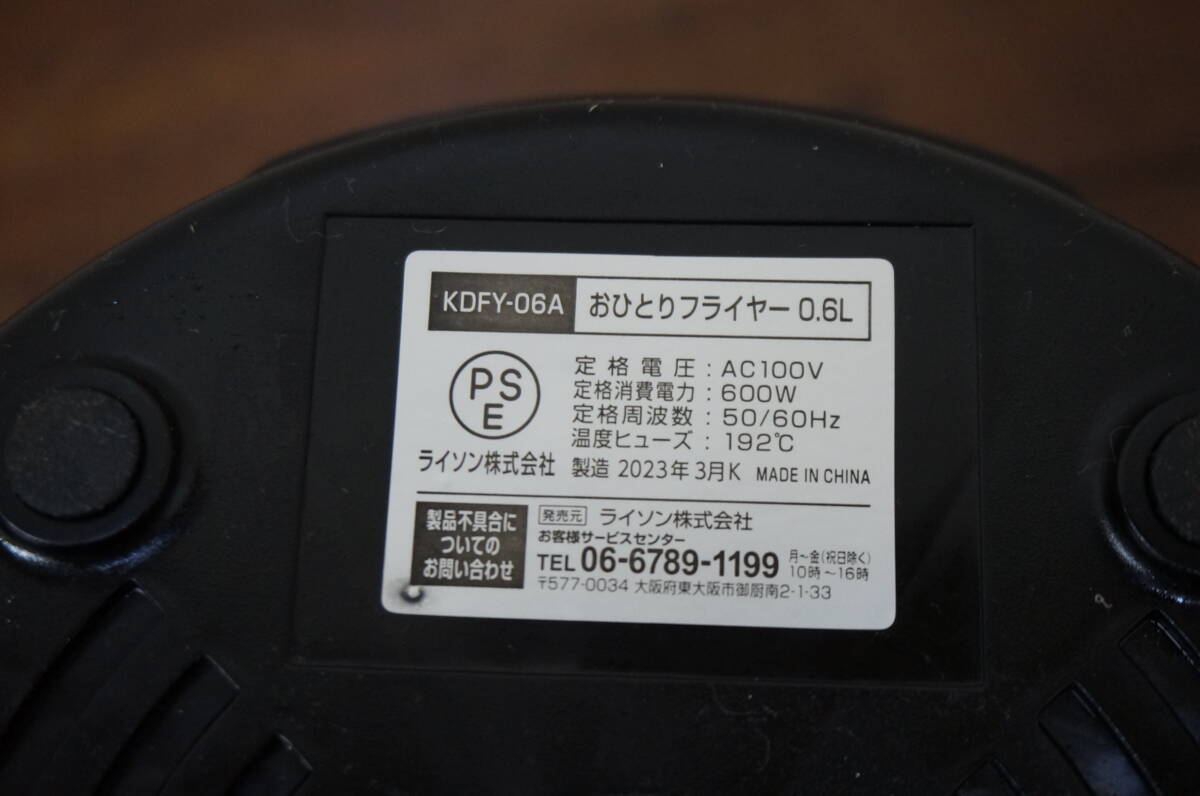 KDFY-06A おひとりフライヤー 0.6L
PS
E
定格電圧：AC100V
定格消費電力：600W
定格周波数：50/60Hz
温度ヒューズ：192℃
ライソン株式会社 製造 2023年 3月K MADE IN CHINA
製品不具合に
ついての
お問い合わせ
発売元 ライソン株式会社
お客様サービスセンター
TEL 06-6789-1199 月～金(祝日除く)
10時～16時
〒577-0034 大阪府東大阪市御厨南2-1-33